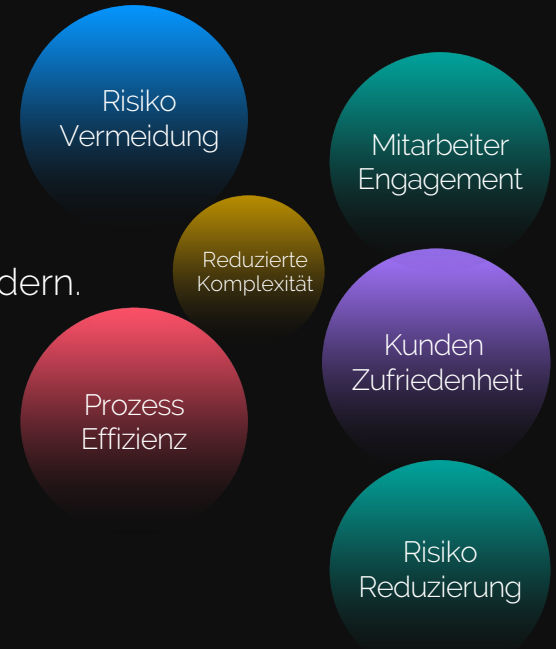 Risiko
Vermeidung
Mitarbeiter
Engagement
Reduzierte
Komplexität
dern.
Kunden
Zufriedenheit
Prozess
Effizienz
Risiko
Reduzierung